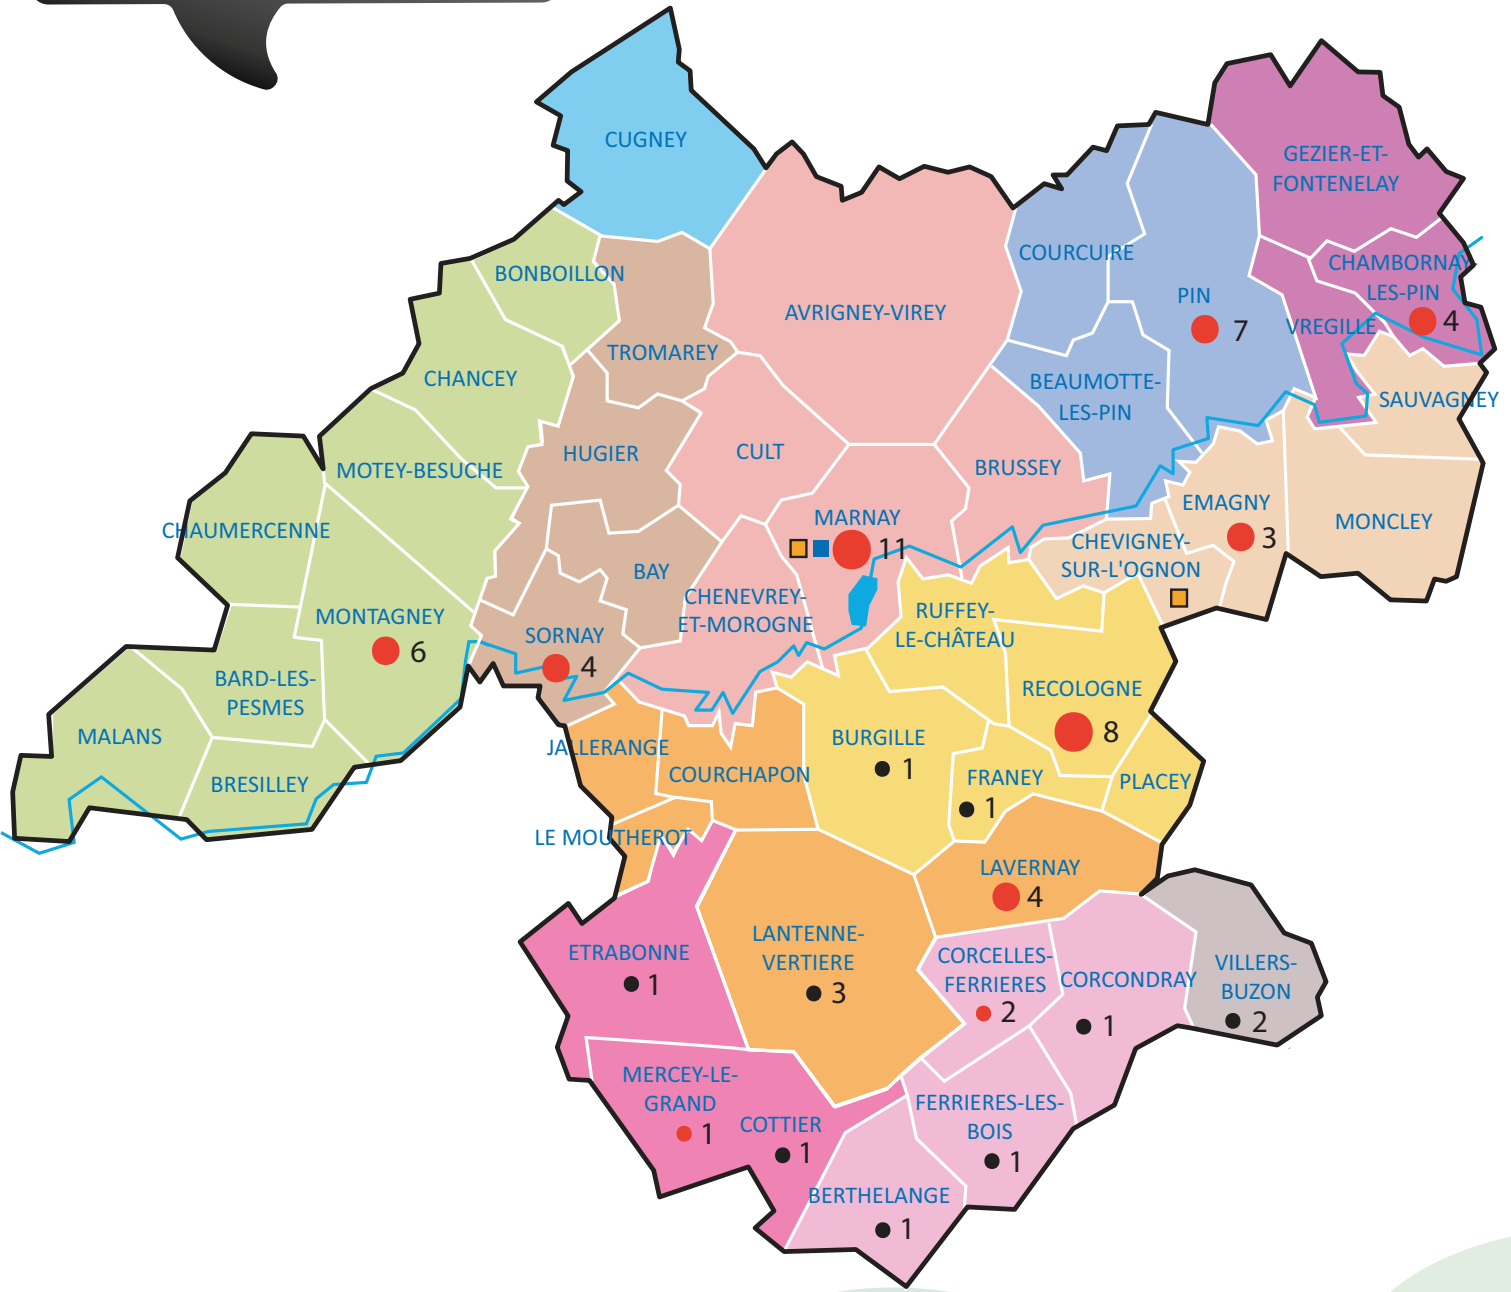 CUGNEY
GEZIER-ET-
FONTENELAY
COURCUIRE
CHAMBORNAY
LES-PIN
4
BONBOILLON
PIN
7
AVRIGNEY-VIREY
VREGILLE
TROMAREY
CHANCEY
BEAUMOTTE-
LES-PIN
SAUVAGNEY
HUGIER
CULT
MOTEY-BESUCHE
BRUSSEY
EMAGNY
3
MARNAY
11
MONCLEY
CHAUMERCENNE
CHEVIGNEY-
SUR-L'OGNON
BAY
CHENEVREY-
ET-MOROGNE
RUFFEY-
LE-CHÂTEAU
MONTAGNEY
6
SORNAY
4
BARD-LES-
PESMES
RECOLOGNE
8
MALANS
BURGILLE
1
JALLERANGE
COURCHAPON
FRANEY
1
PLACEY
BRESILLEY
LE MOUTHEROT
LAVERNAY
4
LANTENNE-
VERTIERE
3
ETRABONNE
1
CORCELLES-
FERRIERES
2
CORCONDRAY
1
VILLERS-
BUZON
2
MERCEY-LE-
GRAND
1
COTTIER
1
FERRIERES-LES-
BOIS
1
BERTHELANGE
1